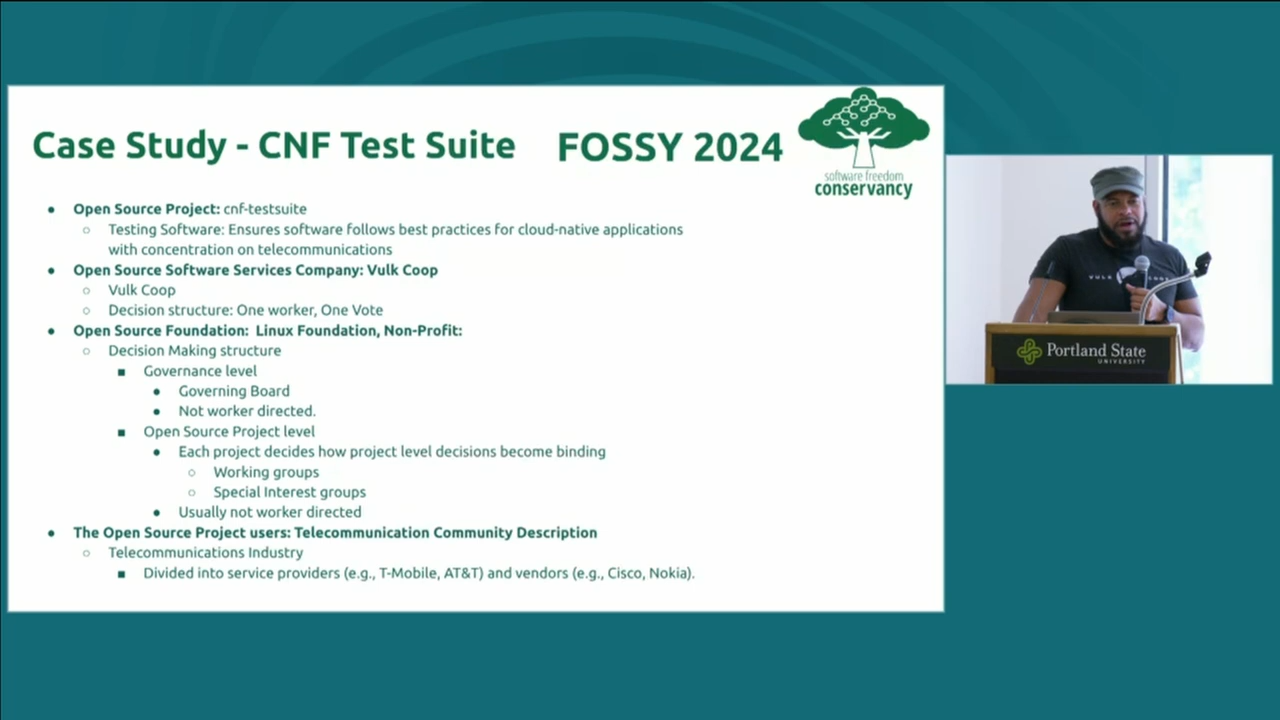 Case Study - CNF Test Suite
FOSSY 2024
software freedom
conservancy
● Open Source Project: cnf-testsuite
○ Testing Software: Ensures software follows best practices for cloud-native applications
with concentration on telecommunications
● Open Source Software Services Company: Vulk Coop
○ Vulk Coop
○ Decision structure: One worker, One Vote
● Open Source Foundation: Linux Foundation, Non-Profit:
○ Decision Making structure
■ Governance level
● Governing Board
● Not worker directed.
■ Open Source Project level
● Each project decides how project level decisions become binding
○ Working groups
○ Special Interest groups
● Usually not worker directed
● The Open Source Project users: Telecommunication Community Description
○ Telecommunications Industry
■ Divided into service providers (e.g., T-Mobile, AT&T) and vendors (e.g., Cisco, Nokia).
VULK COOP
Portland State
UNIVERSITY